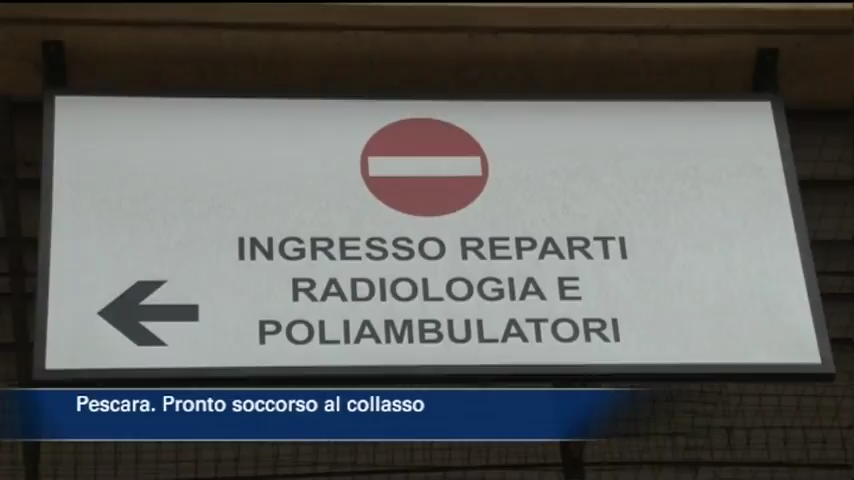 INGRESSO REPARTI
RADIOLOGIA E
POLIAMBULATORI
Pescara. Pronto soccorso al collasso